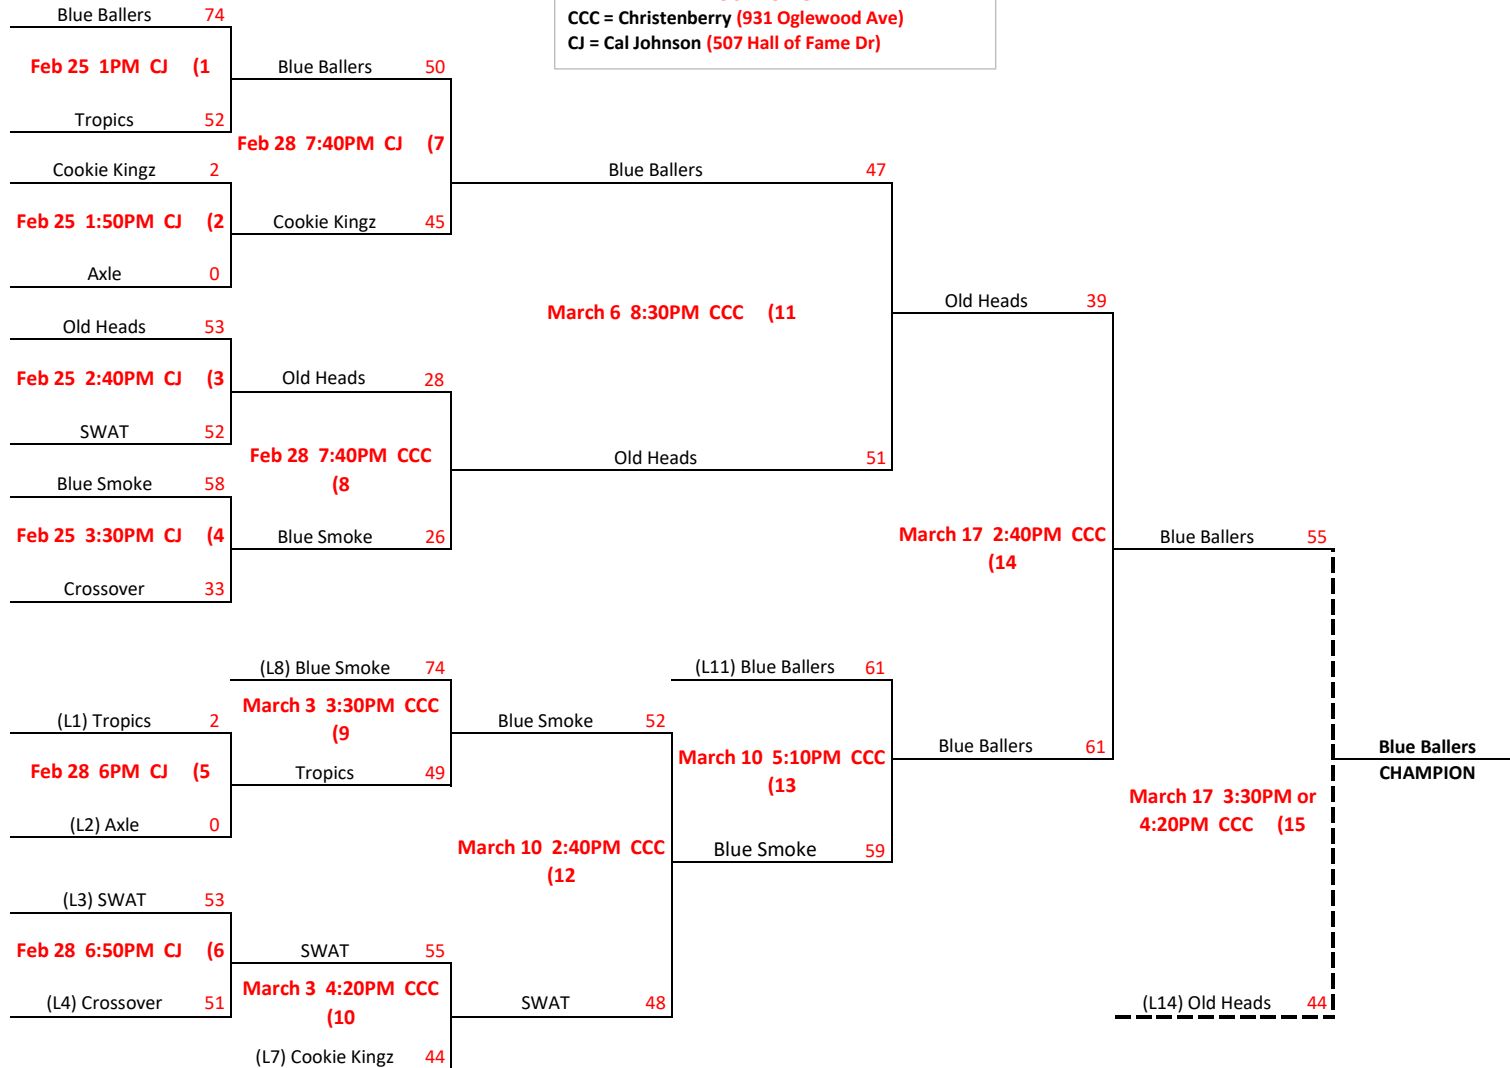 CCC = Christenberry (931 Oglewood Ave)
CJ = Cal Johnson (507 Hall of Fame Dr)
Blue Ballers 74
Feb 25 1PM CJ (1
Tropics 52
Blue Ballers 50
Feb 28 7:40PM CJ (7
Cookie Kingz 2
Feb 25 1:50PM CJ (2
Axle 0
Cookie Kingz 45
Blue Ballers 47
March 6 8:30PM CCC (11
Old Heads 53
Feb 25 2:40PM CJ (3
SWAT 52
Old Heads 28
Feb 28 7:40PM CCC
(8
Blue Smoke 58
Feb 25 3:30PM CJ (4
Crossover 33
Blue Smoke 26
Old Heads 51
Old Heads 39
March 17 2:40PM CCC
(14
Blue Ballers 55
(L8) Blue Smoke 74
March 3 3:30PM CCC
(9
(L1) Tropics 2
Feb 28 6PM CJ (5
(L2) Axle 0
Tropics 49
Blue Smoke 52
March 10 2:40PM CCC
(12
(L11) Blue Ballers 61
March 10 5:10PM CCC
(13
Blue Smoke 59
Blue Ballers 61
March 17 3:30PM or
4:20PM CCC (15
Blue Ballers
CHAMPION
(L3) SWAT 53
Feb 28 6:50PM CJ (6
(L4) Crossover 51
SWAT 55
March 3 4:20PM CCC
(10
(L7) Cookie Kingz 44
SWAT 48
(L14) Old Heads 44